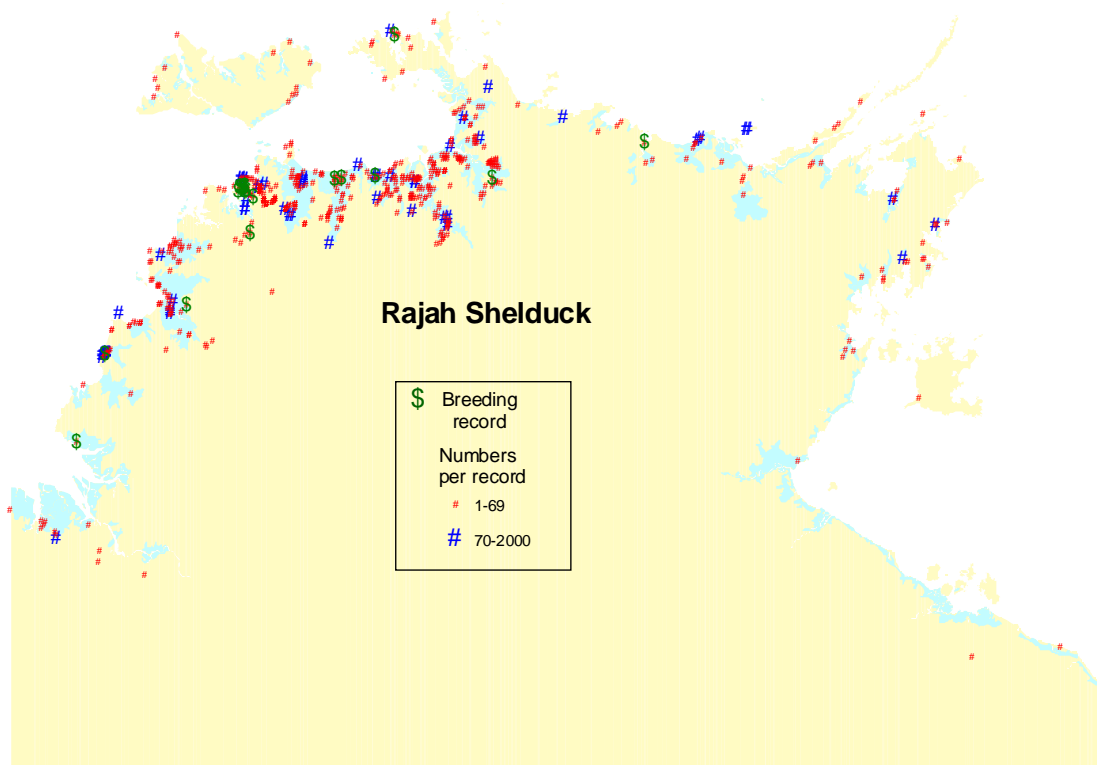 Rajah Shelduck
$ Breeding
record
Numbers
per record
# 1-69
# 70-2000